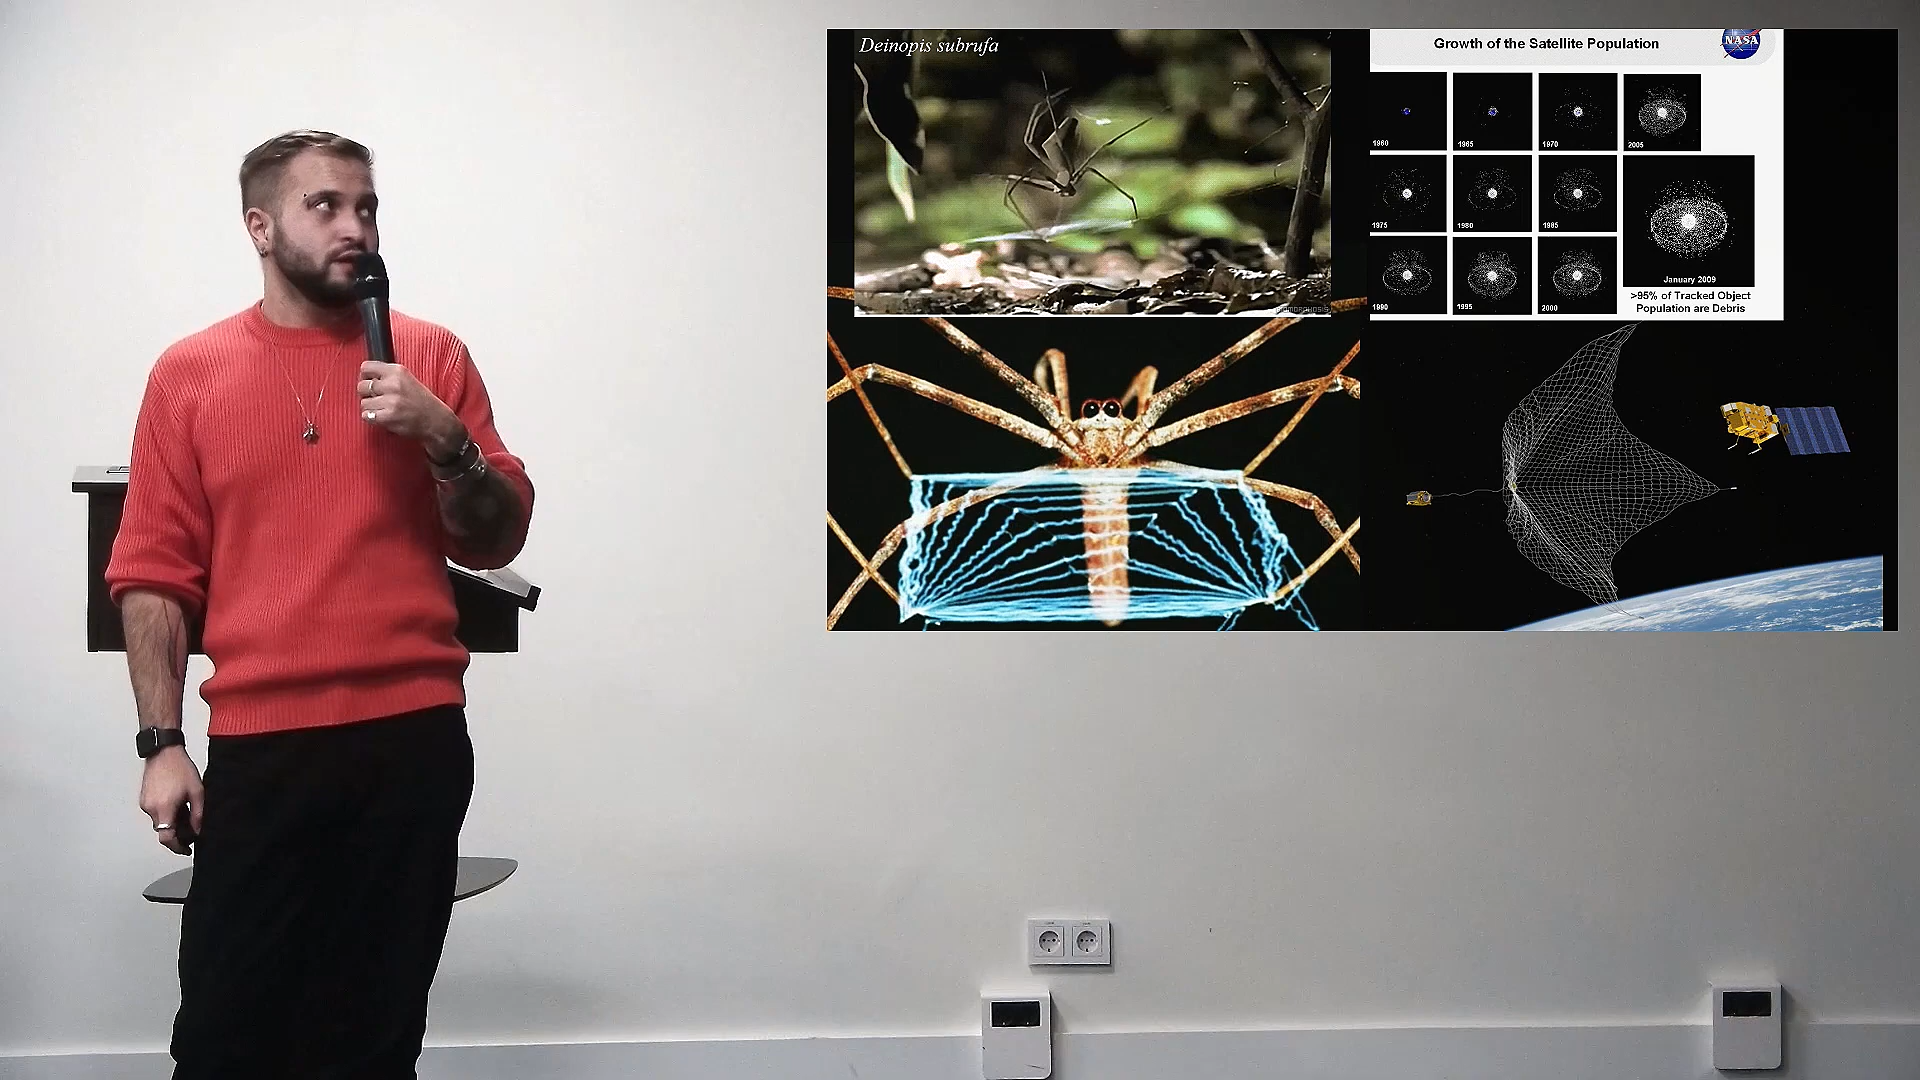 Deinopis subrufa
Growth of the Satellite Population
NASA
1960
1965
1970
2005
1975
1980
1985
1990
1995
2000
January 2009
>95% of Tracked Object
Population are Debris